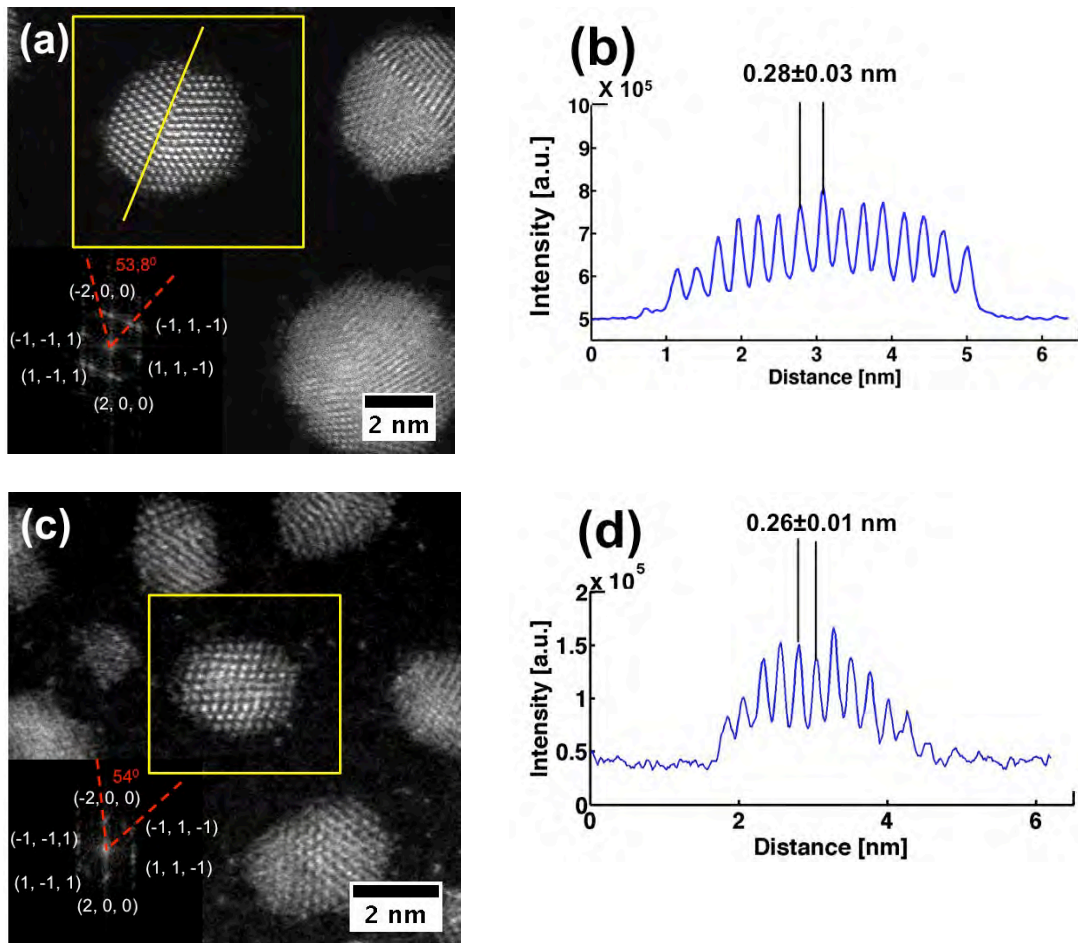 (a)
53,8⁰
(-2, 0, 0)
(-1, -1, 1)
(-1, 1, -1)
(1, -1, 1)
(1, 1, -1)
(2, 0, 0)
2 nm
(b)
0.28±0.03 nm
X 10⁵
10
9
8
7
6
5
0 1 2 3 4 5 6
Intensity [a.u.]
Distance [nm]
(c)
54⁰
(-2, 0, 0)
(-1, -1,1)
(-1, 1, -1)
(1, -1, 1)
(1, 1, -1)
(2, 0, 0)
2 nm
(d)
0.26±0.01 nm
x 10⁵
2
1.5
1
0.5
0
0 2 4 6
Intensity [a.u.]
Distance [nm]